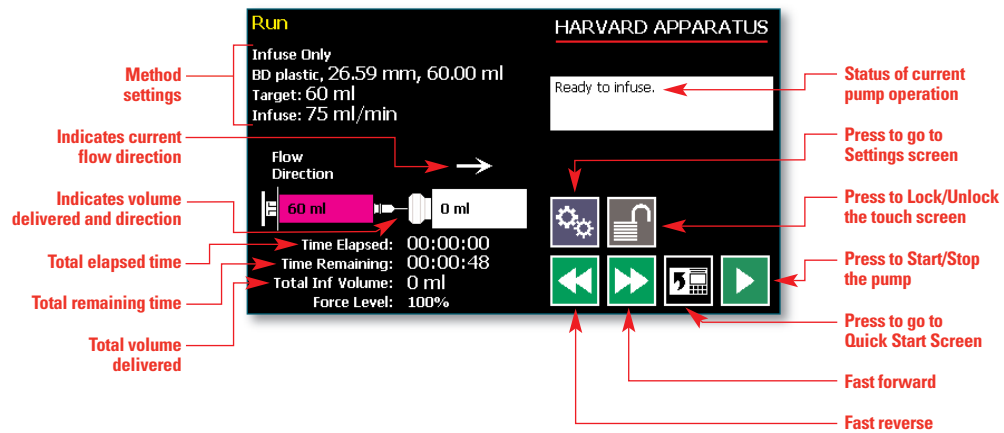 Run
HARVARD APPARATUS
Infuse Only
BD plastic, 26.59 mm, 60.00 ml
Target: 60 ml
Infuse: 75 ml/min
Ready to infuse.
Flow
Direction
60 ml
0 ml
Time Elapsed: 00:00:00
Time Remaining: 00:00:48
Total Inf Volume: 0 ml
Force Level: 100%
Method
settings
Indicates current
flow direction
Indicates volume
delivered and direction
Total elapsed time
Total remaining time
Total volume
delivered
Status of current
pump operation
Press to go to
Settings screen
Press to Lock/Unlock
the touch screen
Press to Start/Stop
the pump
Press to go to
Quick Start Screen
Fast forward
Fast reverse